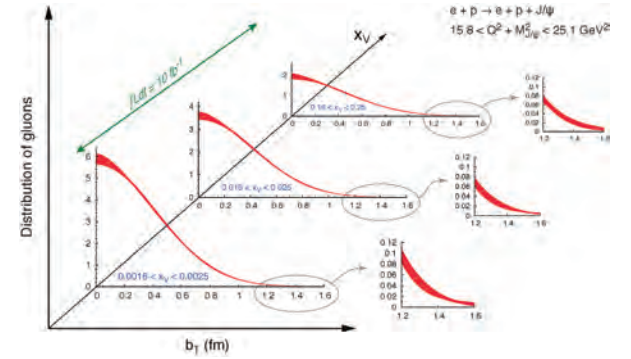 e + p → e + p + J/ψ
15.8 < Q² + M²J/ψ < 25.1 GeV²
xV
∫Ldt = 10 fb⁻¹
Distribution of gluons
2
0
0.16 < xV < 0.25
0 0.2 0.4 0.6 0.8 1 1.2 1.4 1.6
0.12
0.1
0.08
0.06
0.04
0.02
0
1.2 1.4 1.6
4
3
2
1
0
0.016 < xV < 0.025
0 0.2 0.4 0.6 0.8 1 1.2 1.4 1.6
0.12
0.1
0.08
0.06
0.04
0.02
0
1.2 1.4 1.6
6
5
4
3
2
1
0
0.0016 < xV < 0.0025
0 0.2 0.4 0.6 0.8 1 1.2 1.4 1.6
0.12
0.1
0.08
0.06
0.04
0.02
0
1.2 1.4 1.6
bT (fm)